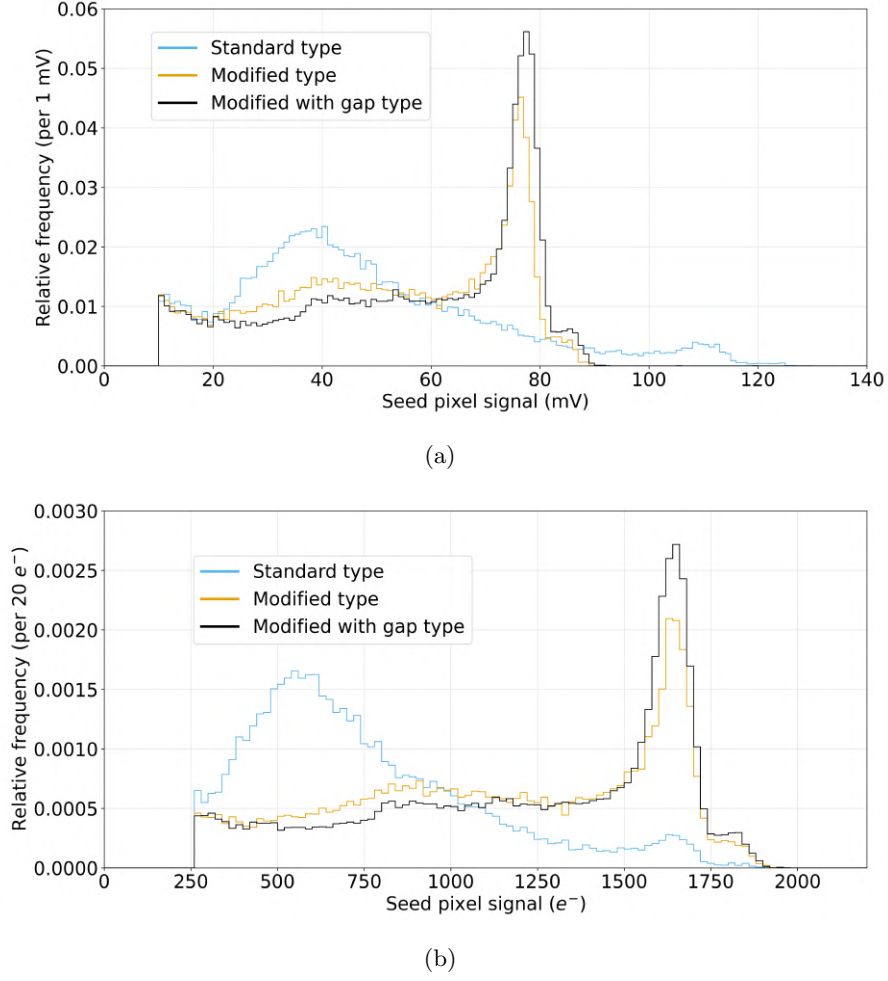 0.06
0.05
0.04
0.03
0.02
0.01
0.00
Relative frequency (per 1 mV)
Standard type
Modified type
Modified with gap type
0 20 40 60 80 100 120 140
Seed pixel signal (mV)
(a)
0.0030
0.0025
0.0020
0.0015
0.0010
0.0005
0.0000
Relative frequency (per 20 e⁻)
Standard type
Modified type
Modified with gap type
0 250 500 750 1000 1250 1500 1750 2000
Seed pixel signal (e⁻)
(b)